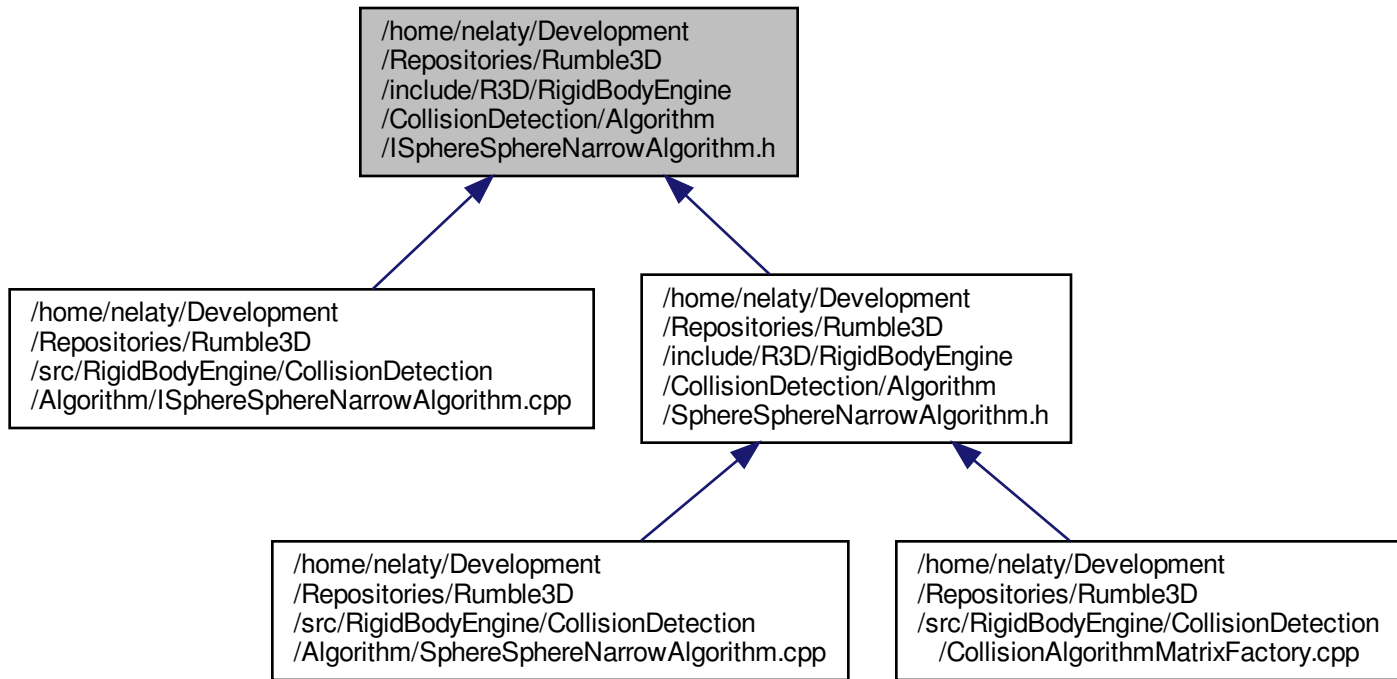 /home/nelaty/Development
/Repositories/Rumble3D
/include/R3D/RigidBodyEngine
/CollisionDetection/Algorithm
/ISphereSphereNarrowAlgorithm.h
/home/nelaty/Development
/Repositories/Rumble3D
/src/RigidBodyEngine/CollisionDetection
/Algorithm/ISphereSphereNarrowAlgorithm.cpp
/home/nelaty/Development
/Repositories/Rumble3D
/include/R3D/RigidBodyEngine
/CollisionDetection/Algorithm
/SphereSphereNarrowAlgorithm.h
/home/nelaty/Development
/Repositories/Rumble3D
/src/RigidBodyEngine/CollisionDetection
/Algorithm/SphereSphereNarrowAlgorithm.cpp
/home/nelaty/Development
/Repositories/Rumble3D
/src/RigidBodyEngine/CollisionDetection
/CollisionAlgorithmMatrixFactory.cpp